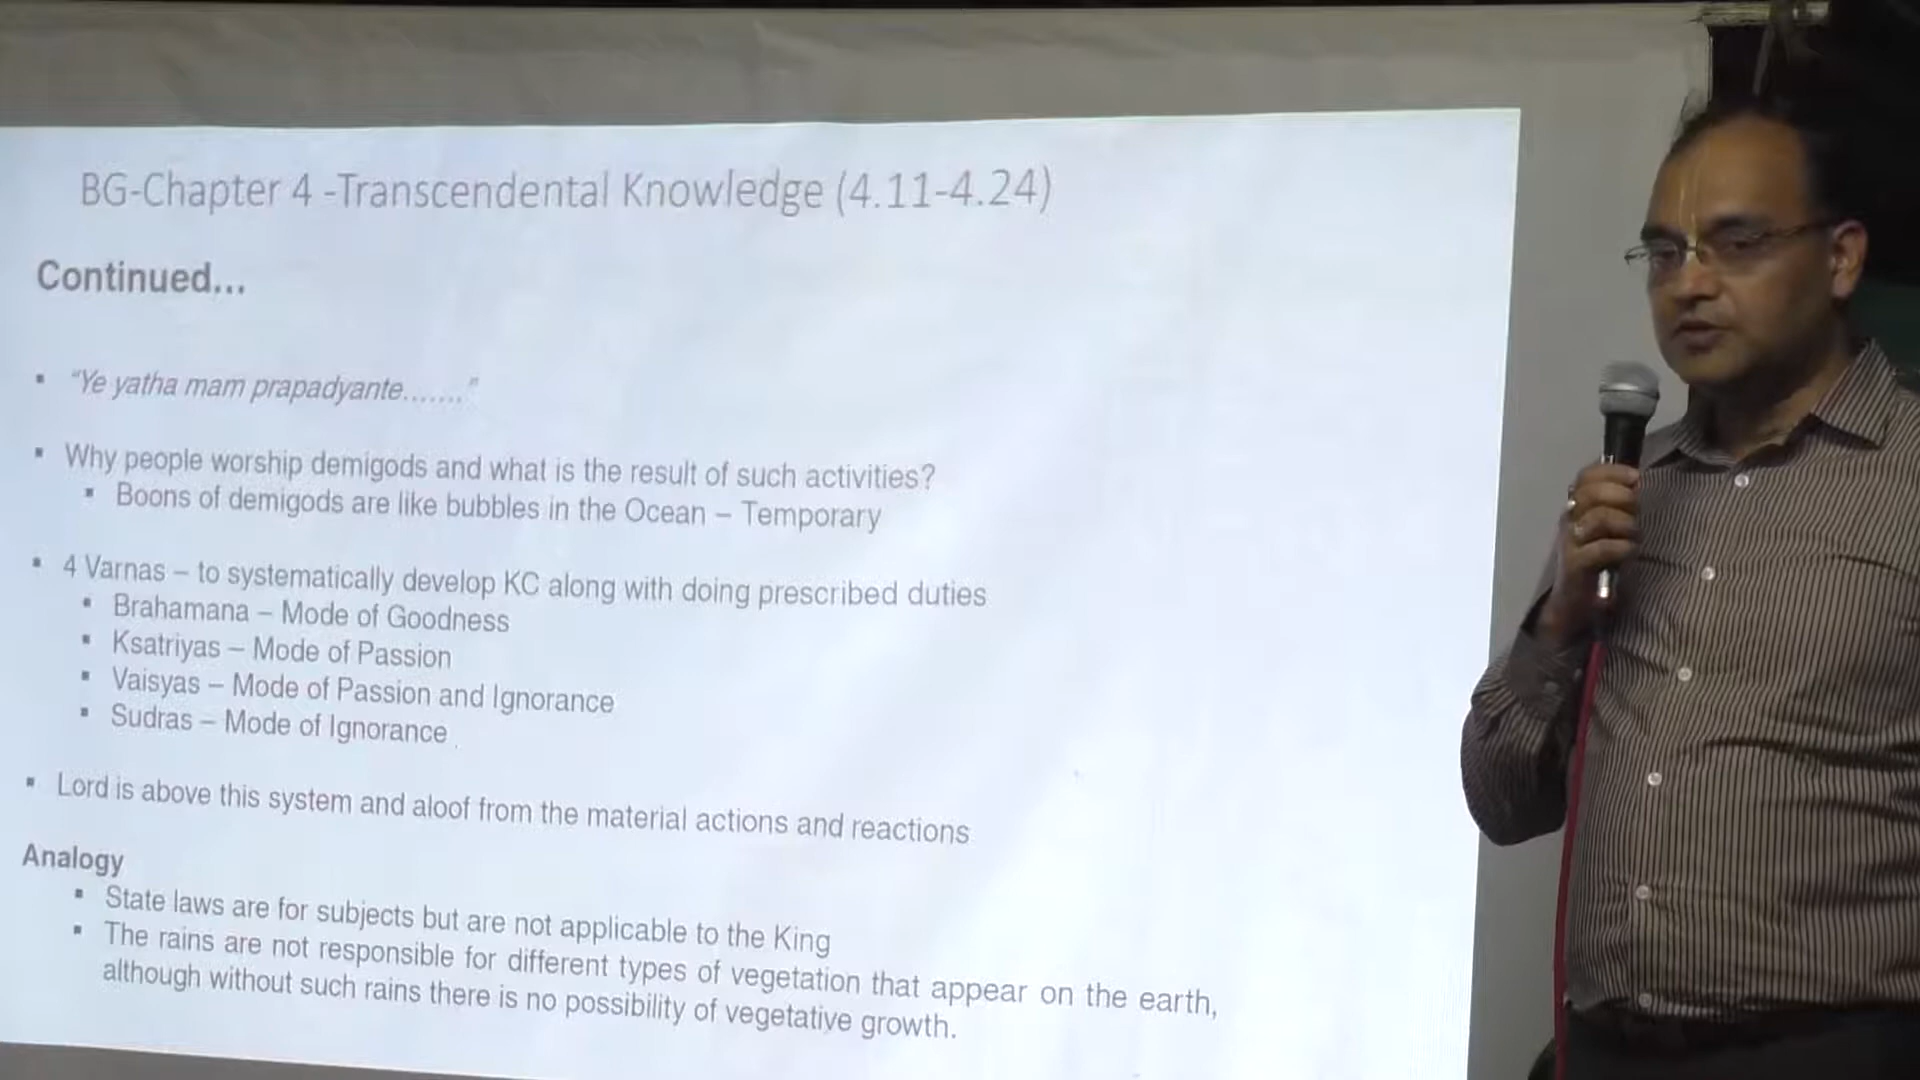 BG-Chapter 4 -Transcendental Knowledge (4.11-4.24)
Continued...
▪ “Ye yatha mam prapadyante.......”
▪ Why people worship demigods and what is the result of such activities?
▪ Boons of demigods are like bubbles in the Ocean – Temporary
▪ 4 Varnas – to systematically develop KC along with doing prescribed duties
▪ Brahamana – Mode of Goodness
▪ Ksatriyas – Mode of Passion
▪ Vaisyas – Mode of Passion and Ignorance
▪ Sudras – Mode of Ignorance
▪ Lord is above this system and aloof from the material actions and reactions
Analogy
▪ State laws are for subjects but are not applicable to the King
▪ The rains are not responsible for different types of vegetation that appear on the earth,
although without such rains there is no possibility of vegetative growth.